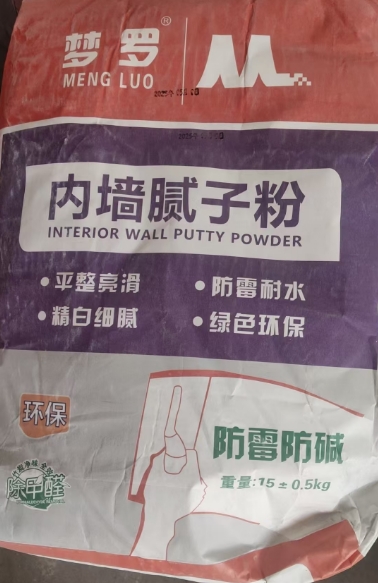 梦罗®
MENG LUO
内墙腻子粉
INTERIOR WALL PUTTY POWDER
•平整亮滑 •防霉耐水
•精白细腻 •绿色环保
环保
防霉防碱
除甲醛
重量:15±0.5kg